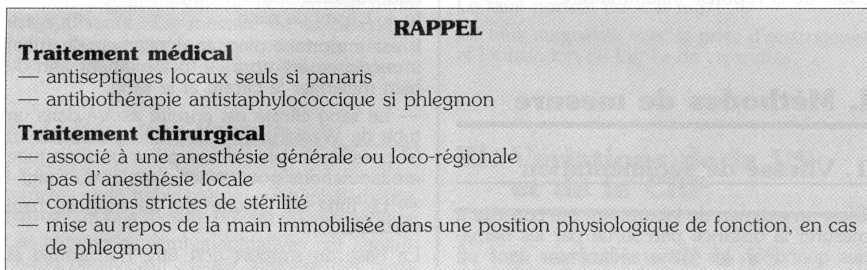 RAPPEL
Traitement médical
— antiseptiques locaux seuls si panaris
— antibiothérapie antistaphylococcique si phlegmon
Traitement chirurgical
— associé à une anesthésie générale ou loco-régionale
— pas d'anesthésie locale
— conditions strictes de stérilité
— mise au repos de la main immobilisée dans une position physiologique de fonction, en cas
de phlegmon